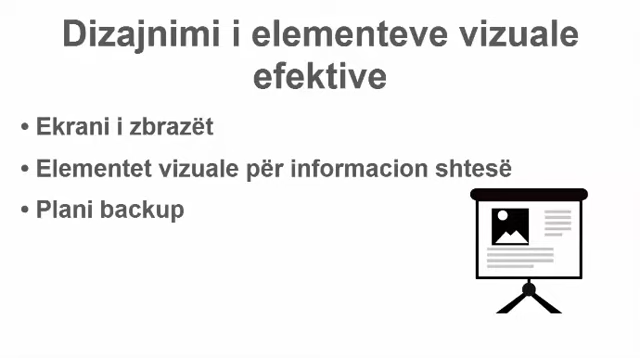 Dizajnimi i elementeve vizuale
efektive
• Ekrani i zbrazët
• Elementet vizuale për informacion shtesë
• Plani backup